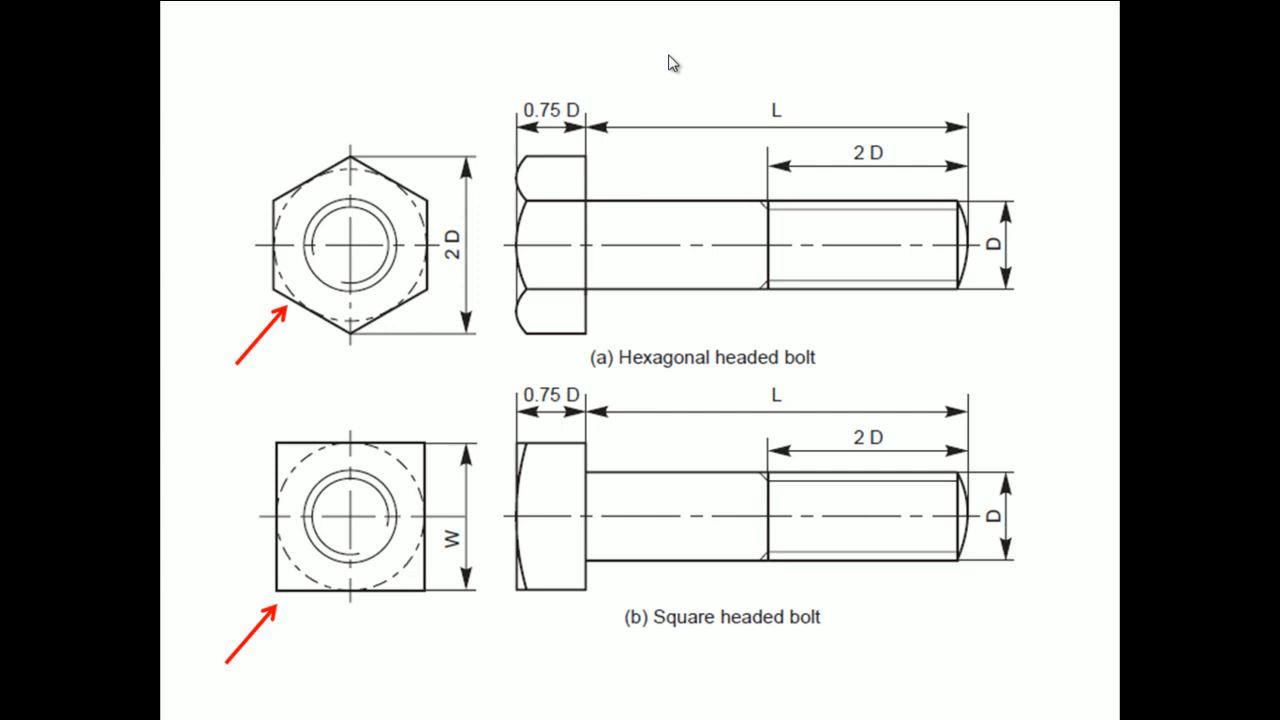 0.75 D
L
2 D
2 D
D
(a) Hexagonal headed bolt
0.75 D
L
2 D
W
D
(b) Square headed bolt